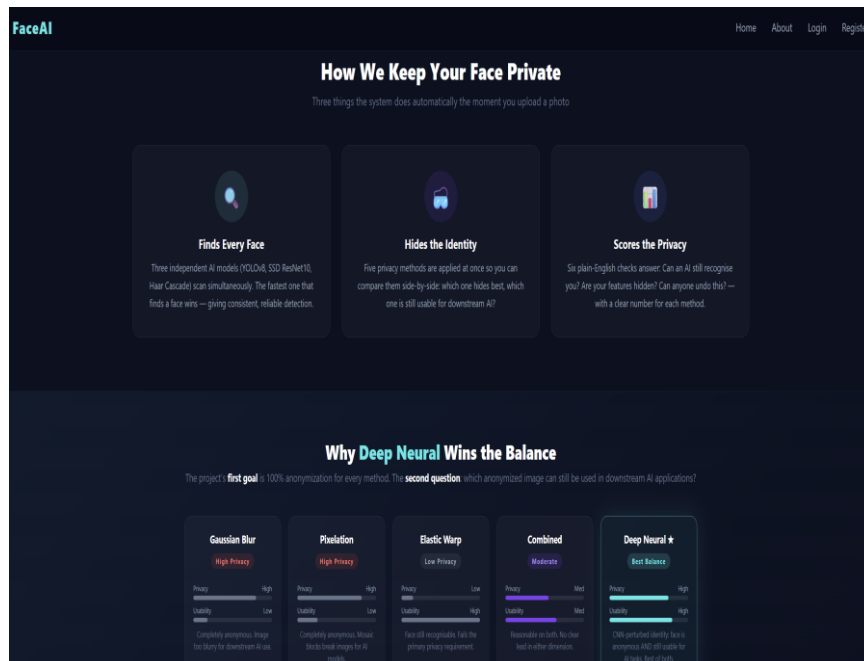 FaceAI
Home About Login Registe
How We Keep Your Face Private
Three things the system does automatically the moment you upload a photo
Finds Every Face
Three independent AI models (YOLOv8, SSD ResNet10,
Haar Cascade) scan simultaneously. The fastest one that
finds a face wins — giving consistent, reliable detection.
Hides the Identity
Five privacy methods are applied at once so you can
compare them side-by-side: which one hides best, which
one is still usable for downstream AI?
Scores the Privacy
Six plain-English checks answer: Can an AI still recognise
you? Are your features hidden? Can anyone undo this? —
with a clear number for each method.
Why Deep Neural Wins the Balance
The project's first goal is 100% anonymization for every method. The second question: which anonymized image can still be used in downstream AI applications?
Gaussian Blur
High Privacy
Privacy High
Usability Low
Completely anonymous. Image
too blurry for downstream AI use.
Pixelation
High Privacy
Privacy High
Usability Low
Completely anonymous. Mosaic
blocks break images for AI
models.
Elastic Warp
Low Privacy
Privacy Low
Usability High
Face still recognisable. Fails the
primary privacy requirement.
Combined
Moderate
Privacy Med
Usability Med
Reasonable on both. No clear
lead in either dimension.
Deep Neural ★
Best Balance
Privacy High
Usability High
CNN-perturbed identity: face is
anonymous AND still usable for
AI tasks. Best of both.